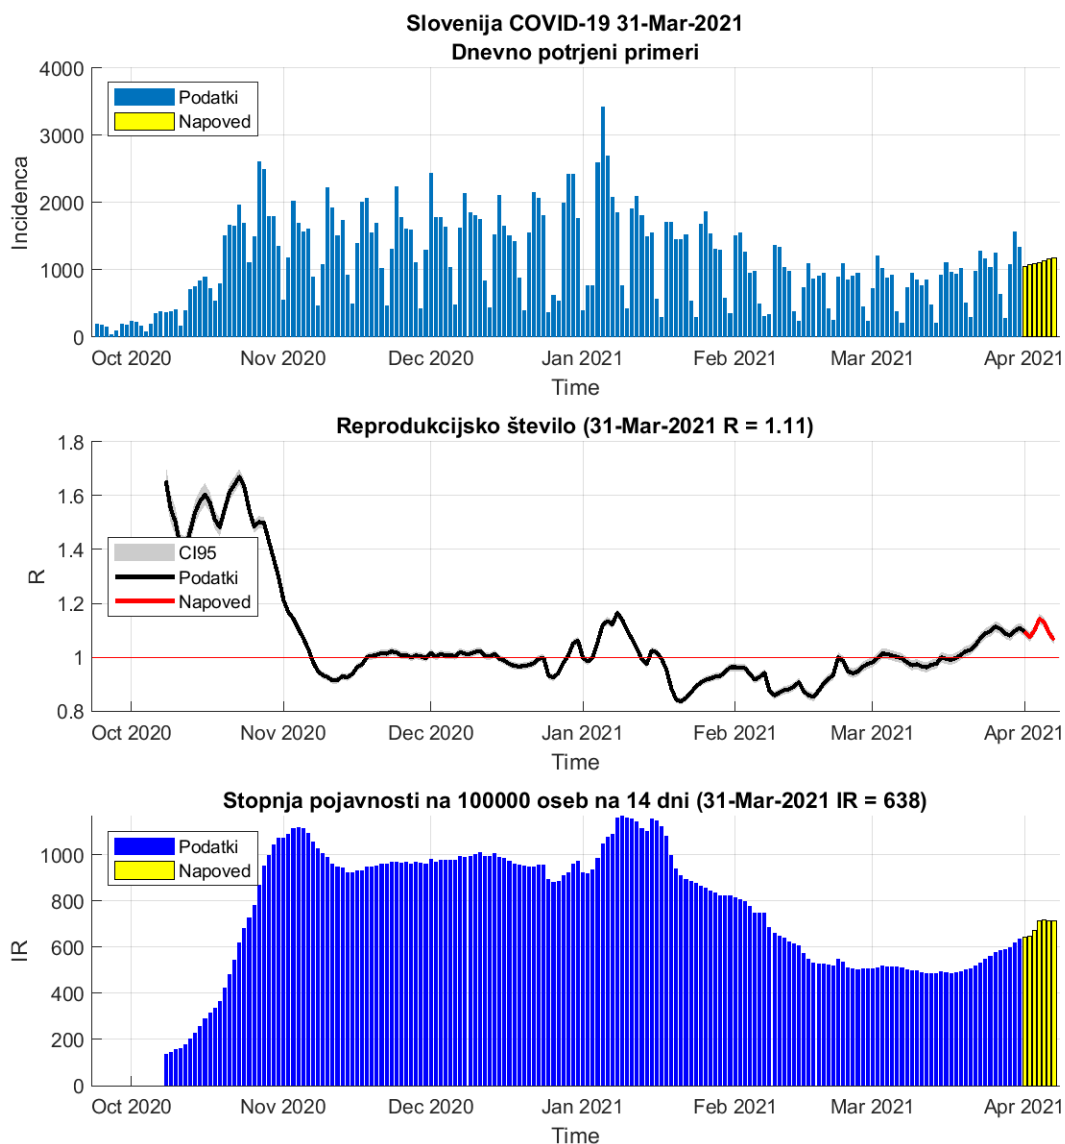 Slovenija COVID-19 31-Mar-2021
Dnevno potrjeni primeri
4000
3000
2000
1000
0
Incidenca
Podatki
Napoved
Oct 2020 Nov 2020 Dec 2020 Jan 2021 Feb 2021 Mar 2021 Apr 2021
Time
Reprodukcijsko število (31-Mar-2021 R = 1.11)
1.8
1.6
1.4
1.2
1
0.8
R
CI95
Podatki
Napoved
Oct 2020 Nov 2020 Dec 2020 Jan 2021 Feb 2021 Mar 2021 Apr 2021
Time
Stopnja pojavnosti na 100000 oseb na 14 dni (31-Mar-2021 IR = 638)
1000
800
600
400
200
0
IR
Podatki
Napoved
Oct 2020 Nov 2020 Dec 2020 Jan 2021 Feb 2021 Mar 2021 Apr 2021
Time